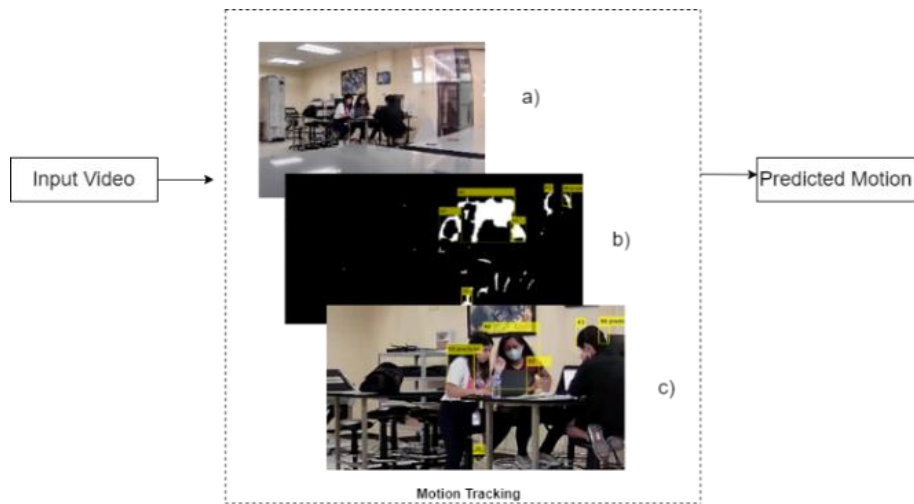 Input Video
a)
b)
c)
Predicted Motion
Motion Tracking